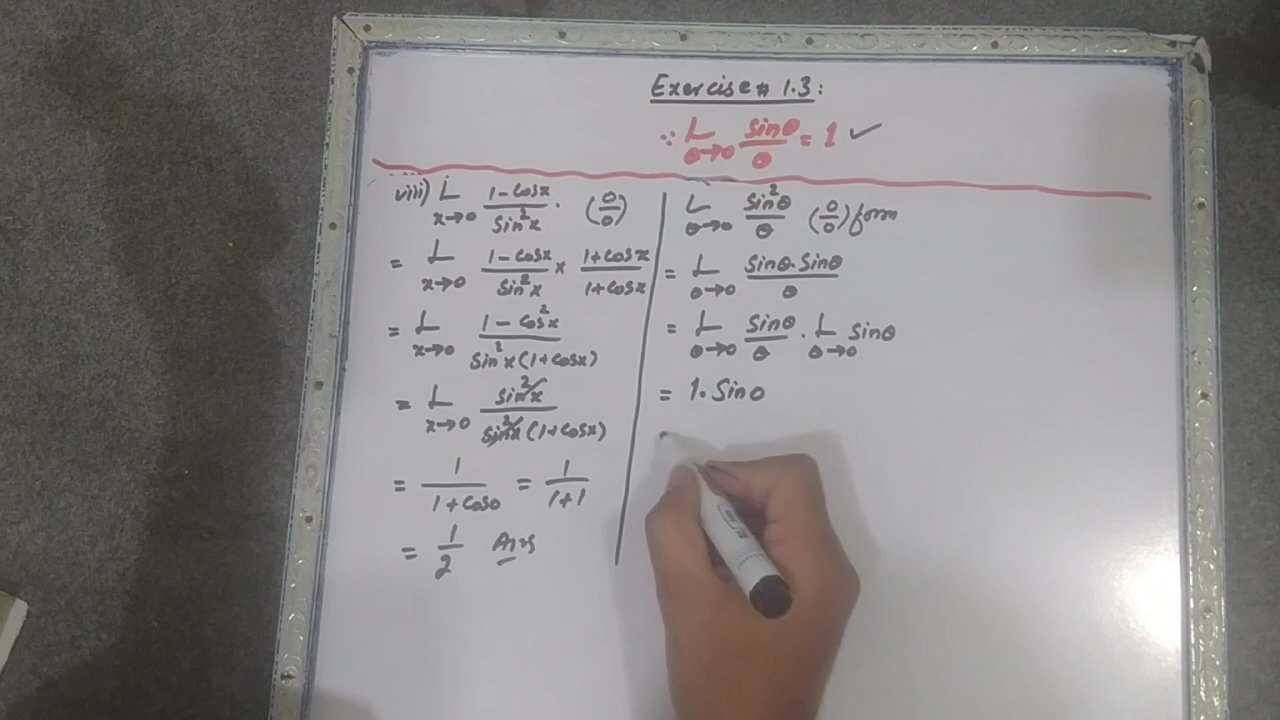 Exercise # 1.3:
∵ L θ→0 sinθ/θ = 1 ✓
viii) L x→0 1-Cosx/Sin²x . (0/0)
= L x→0 1-Cosx/Sin²x × 1+Cosx/1+Cosx
= L x→0 1-Cos²x/Sin²x(1+Cosx)
= L x→0 Sin²x/Sin²x(1+Cosx)
= 1/1+Cos0 = 1/1+1
= 1/2 Ans
L θ→0 Sin²θ/θ (0/0) form
= L θ→0 Sinθ.Sinθ/θ
= L θ→0 Sinθ/θ . L θ→0 Sinθ
= 1. Sin0